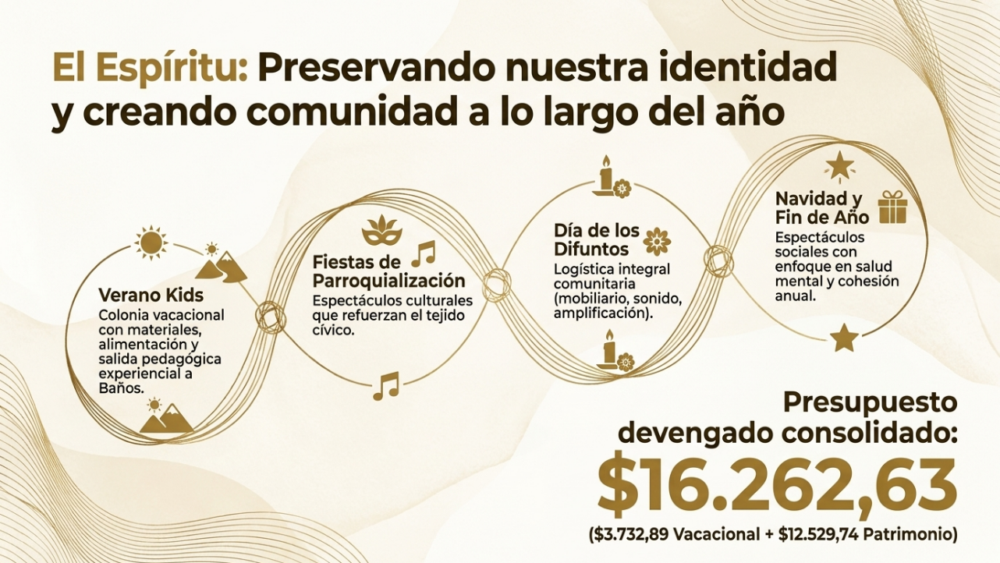 El Espíritu: Preservando nuestra identidad
y creando comunidad a lo largo del año
Verano Kids
Colonia vacacional
con materiales,
alimentación y
salida pedagógica
experiencial a
Baños.
Fiestas de
Parroquialización
Espectáculos culturales
que refuerzan el tejido
cívico.
Día de los
Difuntos
Logística integral
comunitaria
(mobiliario, sonido,
amplificación).
Navidad y
Fin de Año
Espectáculos
sociales con
enfoque en salud
mental y cohesión
anual.
Presupuesto
devengado consolidado:
$16.262,63
($3.732,89 Vacacional + $12.529,74 Patrimonio)